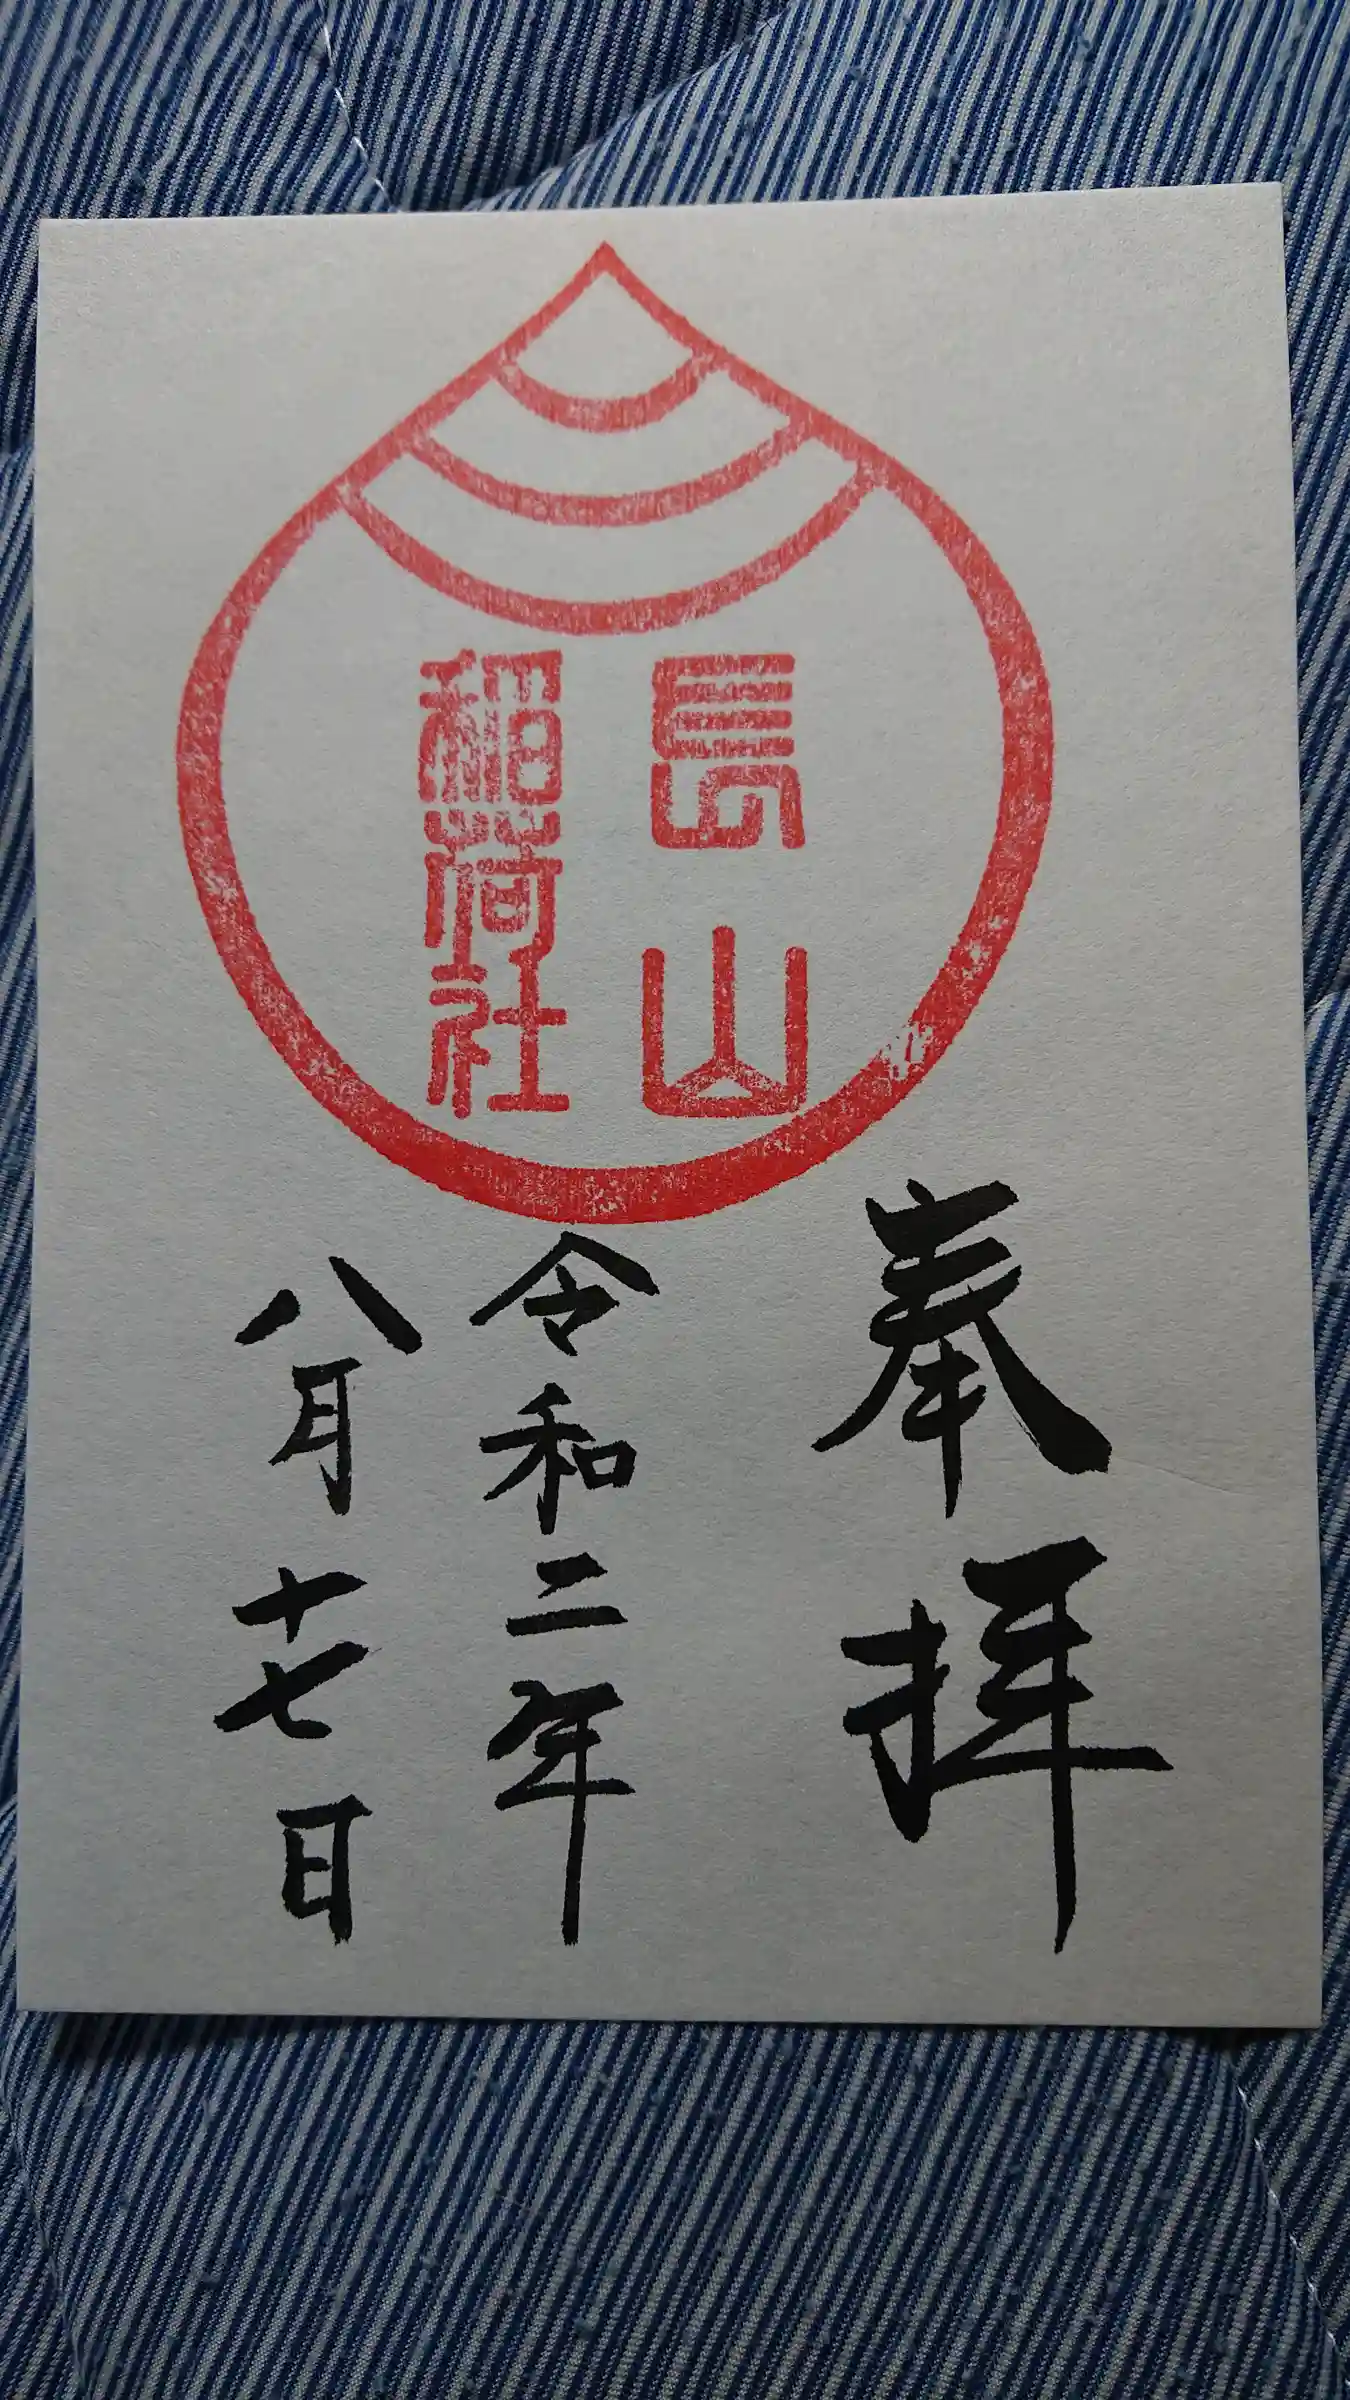 長山
稲荷社
奉拝
令和二年
八月十七日